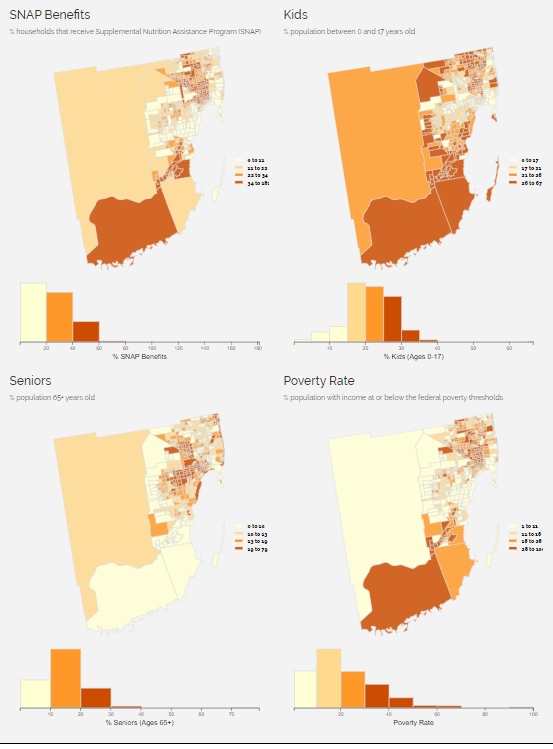 SNAP Benefits
% households that receive Supplemental Nutrition Assistance Program (SNAP)
0 to 11
11 to 22
22 to 34
34 to 181
20 40 60 80 100 120 140 160 180
% SNAP Benefits
Kids
% population between 0 and 17 years old
0 to 17
17 to 21
21 to 26
26 to 67
10 20 30 40 50 60
% Kids (Ages 0-17)
Seniors
% population 65+ years old
0 to 10
10 to 13
13 to 19
19 to 79
10 20 30 40 50 60 70
% Seniors (Ages 65+)
Poverty Rate
% population with income at or below the federal poverty thresholds
1 to 11
11 to 18
18 to 28
28 to 10
20 40 60 80 100
Poverty Rate